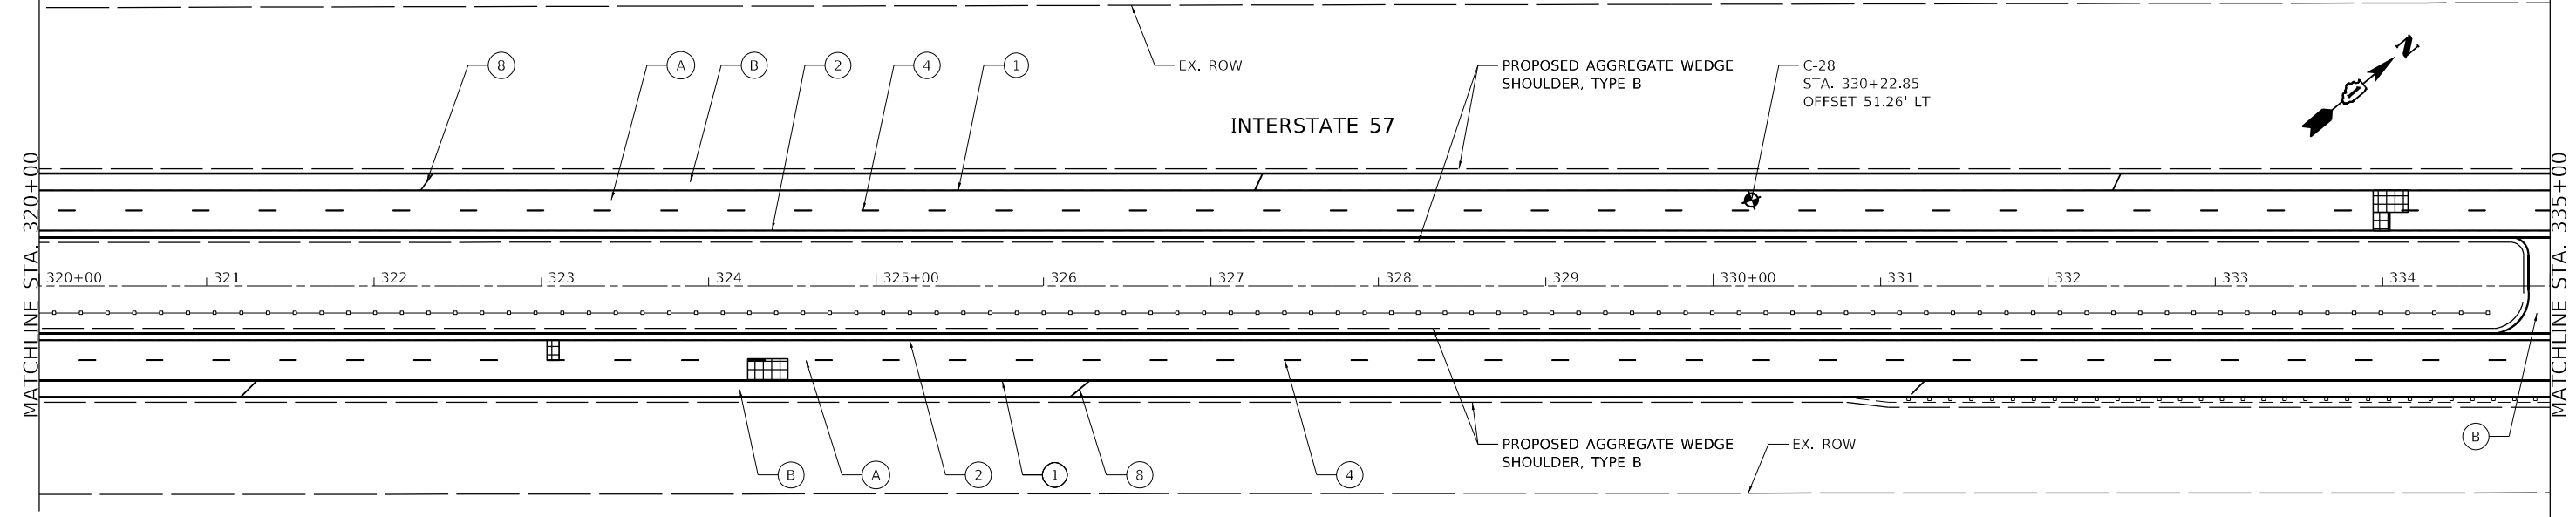 8
A
B
2
4
1
EX. ROW
PROPOSED AGGREGATE WEDGE
SHOULDER, TYPE B
C-28
STA. 330+22.85
OFFSET 51.26' LT
N
INTERSTATE 57
MATCHLINE STA. 320+00
MATCHLINE STA. 335+00
320+00
321
322
323
324
325+00
326
327
328
329
330+00
331
332
333
334
PROPOSED AGGREGATE WEDGE
SHOULDER, TYPE B
EX. ROW
B
B
A
2
1
8
4